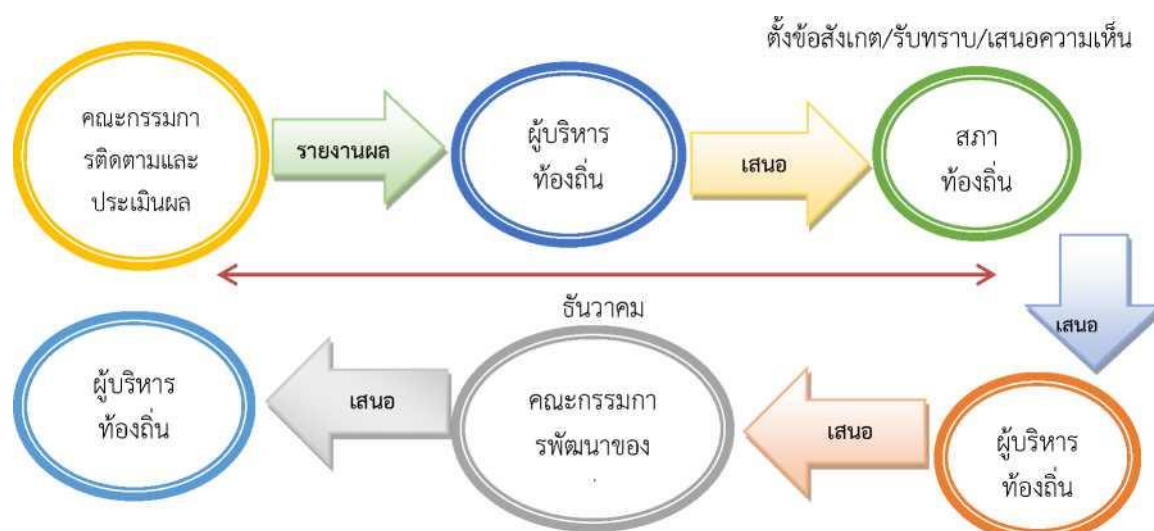 ตั้งข้อสังเกต/รับทราบ/เสนอความเห็น
คณะกรรมกา
รติดตามและ
ประเมินผล
รายงานผล
ผู้บริหาร
ท้องถิ่น
เสนอ
สภา
ท้องถิ่น
เสนอ
ธันวาคม
ผู้บริหาร
ท้องถิ่น
เสนอ
คณะกรรมกา
รพัฒนาของ
.
เสนอ
ผู้บริหาร
ท้องถิ่น